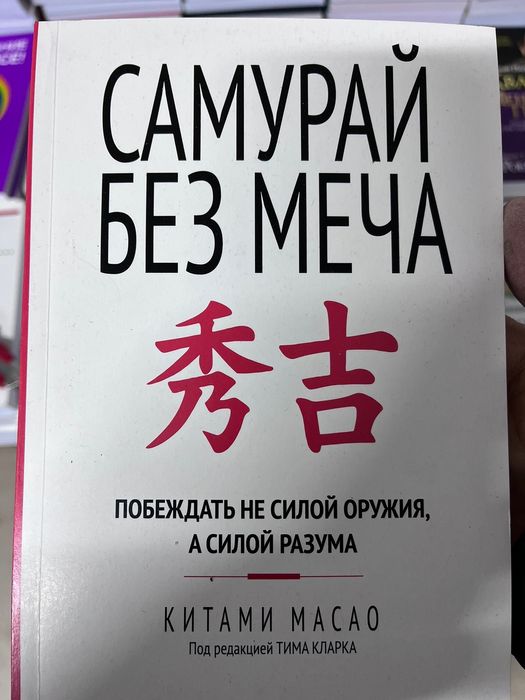 САМУРАЙ
БЕЗ МЕЧА
秀吉
ПОБЕЖДАТЬ НЕ СИЛОЙ ОРУЖИЯ,
А СИЛОЙ РАЗУМА
КИТАМИ МАСАО
Под редакцией ТИМА КЛАРКА